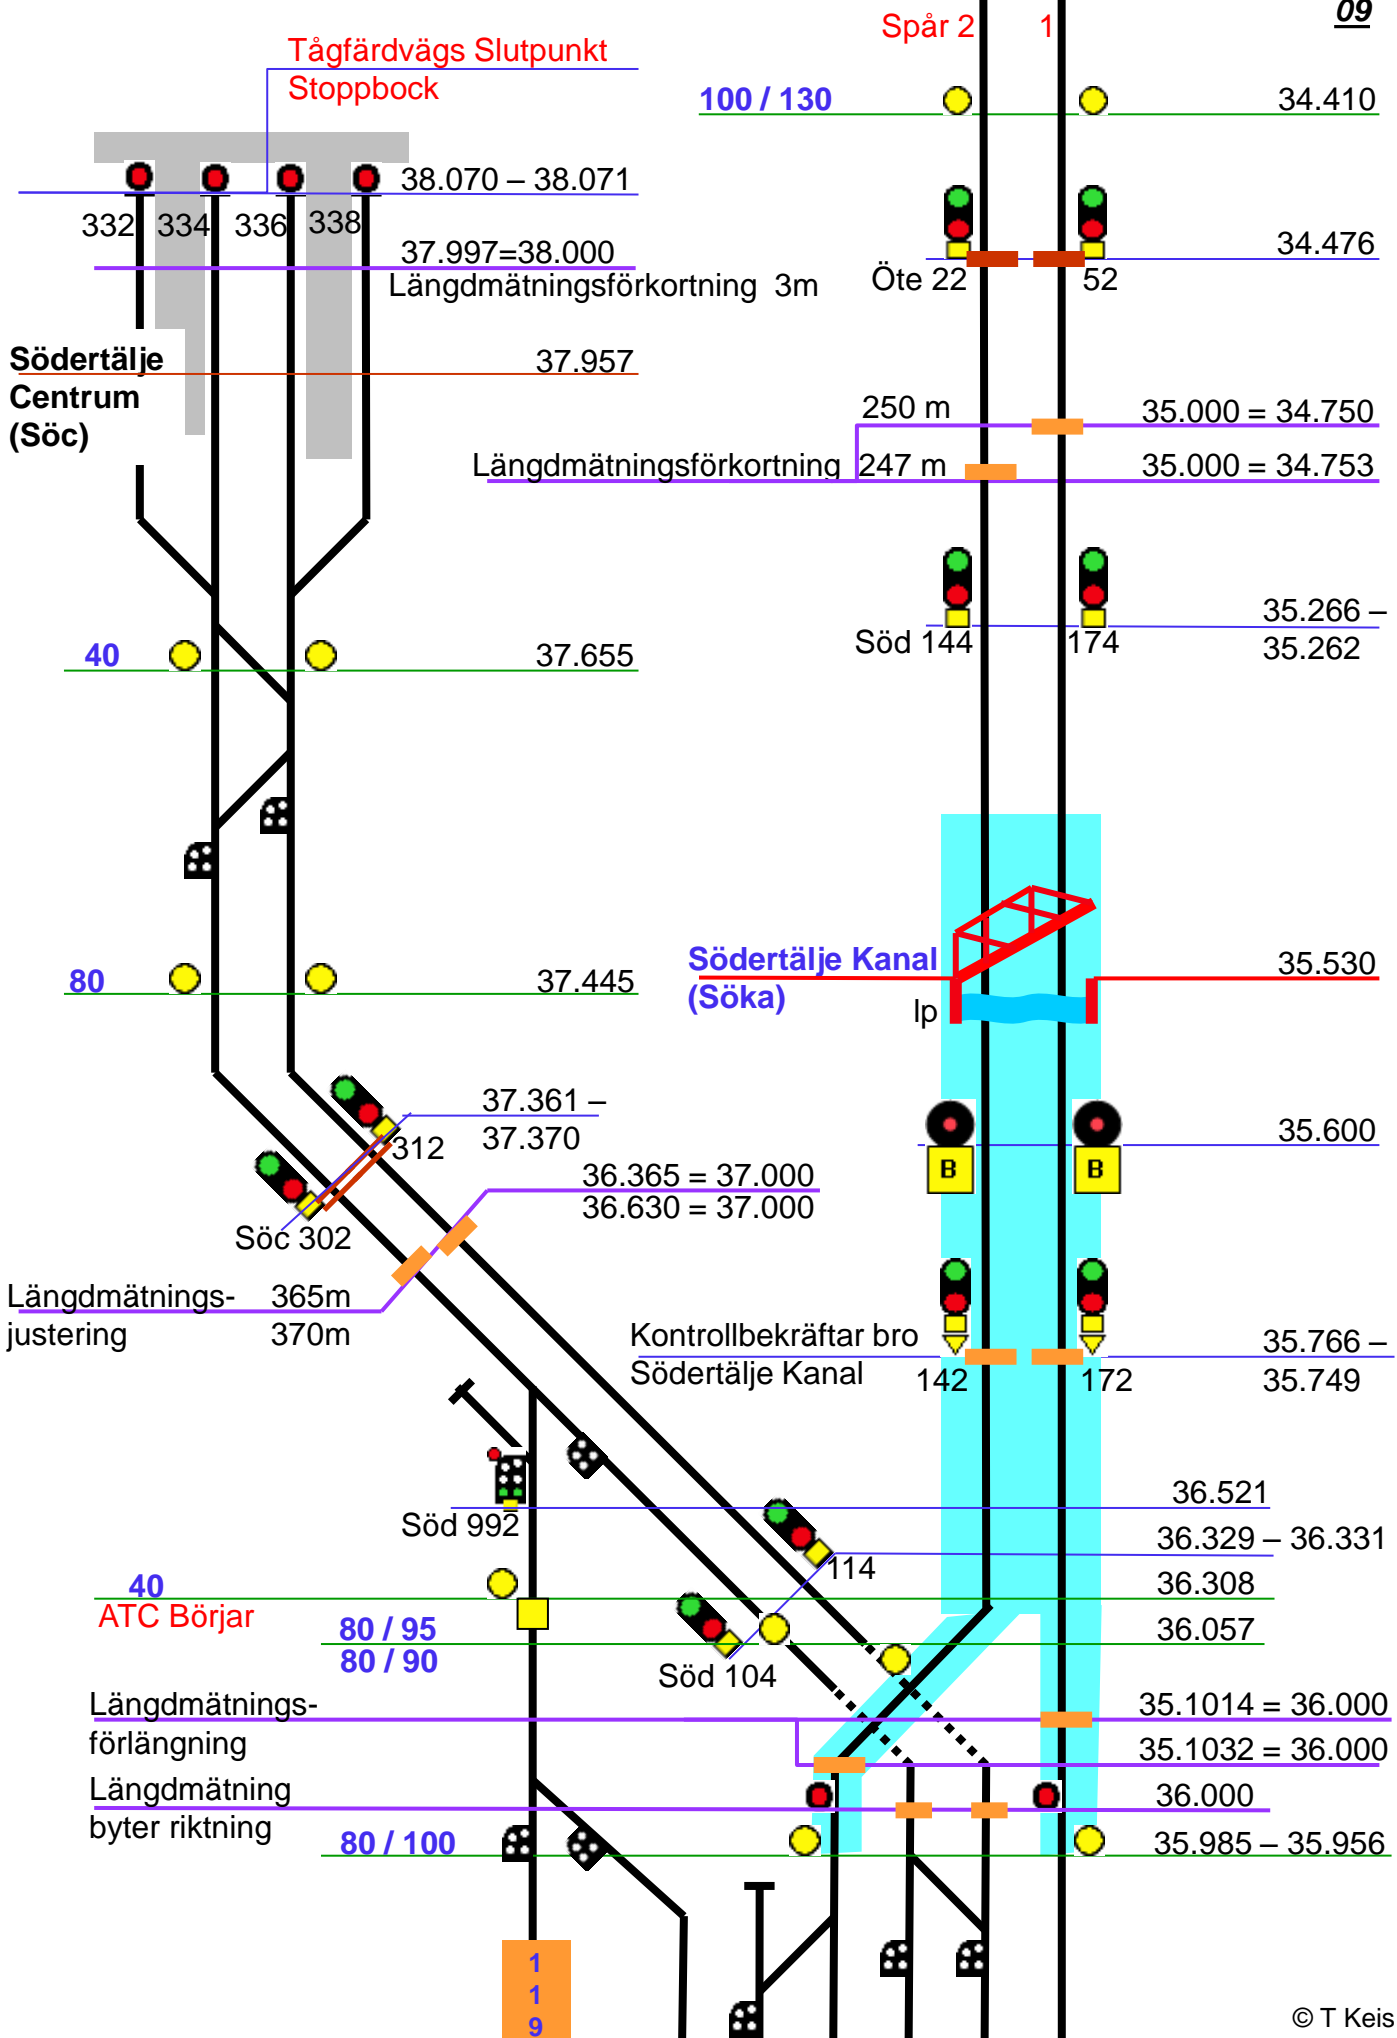 Spår 2 1
09
Tågfärdvägs Slutpunkt
Stoppbock
100 / 130
34.410
38.070 – 38.071
332 334 336 338
37.997=38.000
Längdmätningsförkortning 3m
34.476
Öte 22 52
Södertälje
Centrum
(Söc)
37.957
250 m
35.000 = 34.750
Längdmätningsförkortning 247 m
35.000 = 34.753
35.266 –
35.262
Söd 144 174
40
37.655
80
37.445
Södertälje Kanal
(Söka)
35.530
lp
37.361 –
37.370
312
35.600
B B
36.365 = 37.000
36.630 = 37.000
Söc 302
Längdmätnings- 365m
justering 370m
Kontrollbekräftar bro
Södertälje Kanal
142 172
35.766 –
35.749
36.521
Söd 992
36.329 – 36.331
114
40
36.308
ATC Börjar
80 / 95
80 / 90
36.057
Söd 104
Längdmätnings-
förlängning
35.1014 = 36.000
35.1032 = 36.000
Längdmätning
byter riktning
36.000
80 / 100
35.985 – 35.956
1
1
9
© T Keis